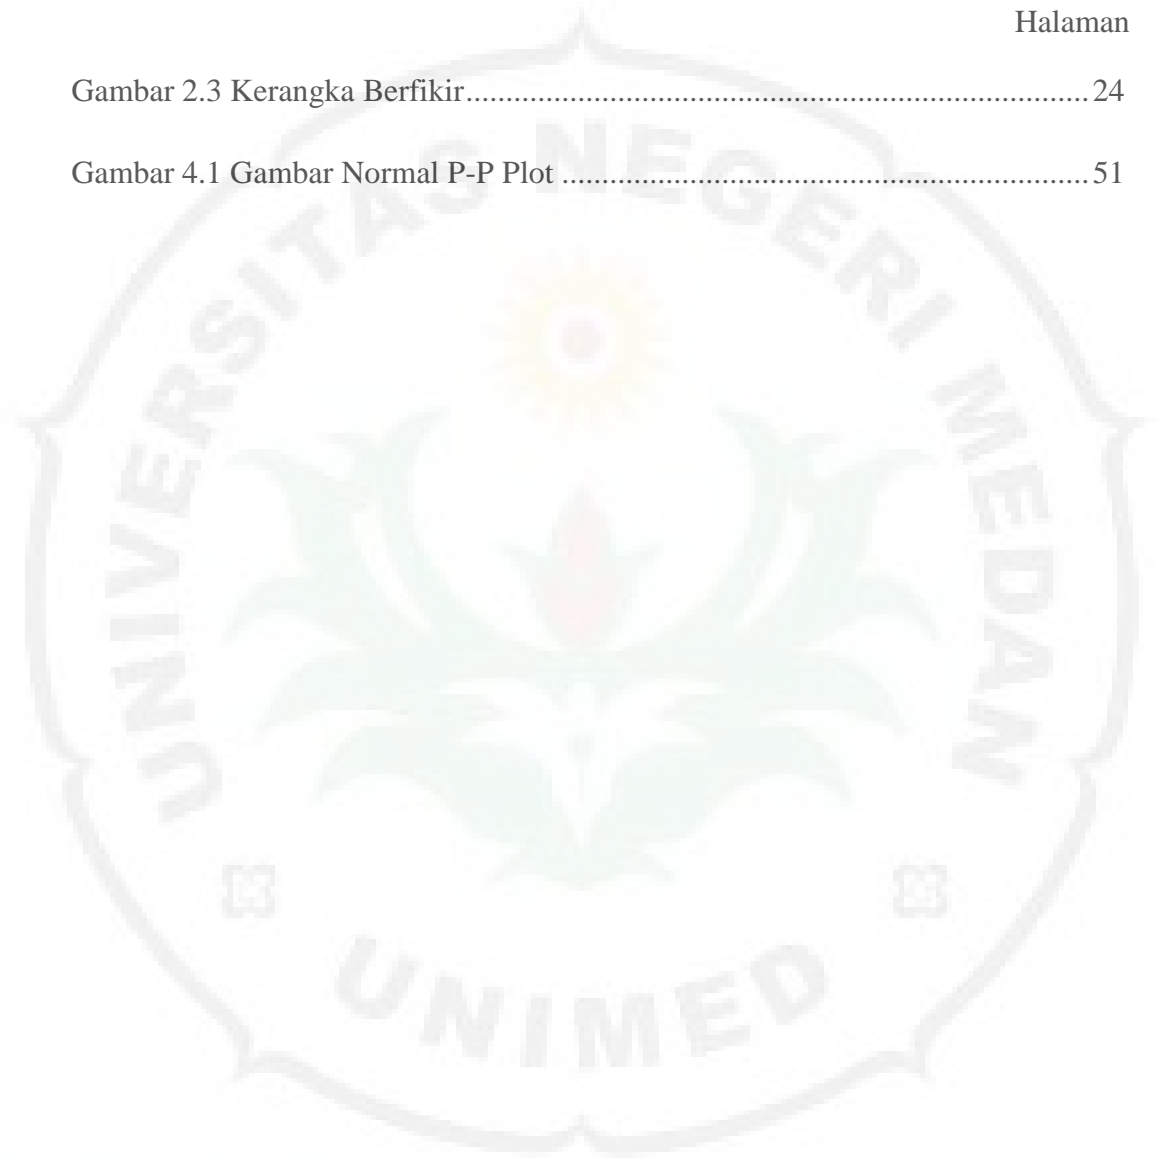 Halaman
Gambar 2.3 Kerangka Berfikir..............................................................................24
Gambar 4.1 Gambar Normal P-P Plot ..................................................................51
UNIVERSITAS NEGERI MEDAN
UNIMED